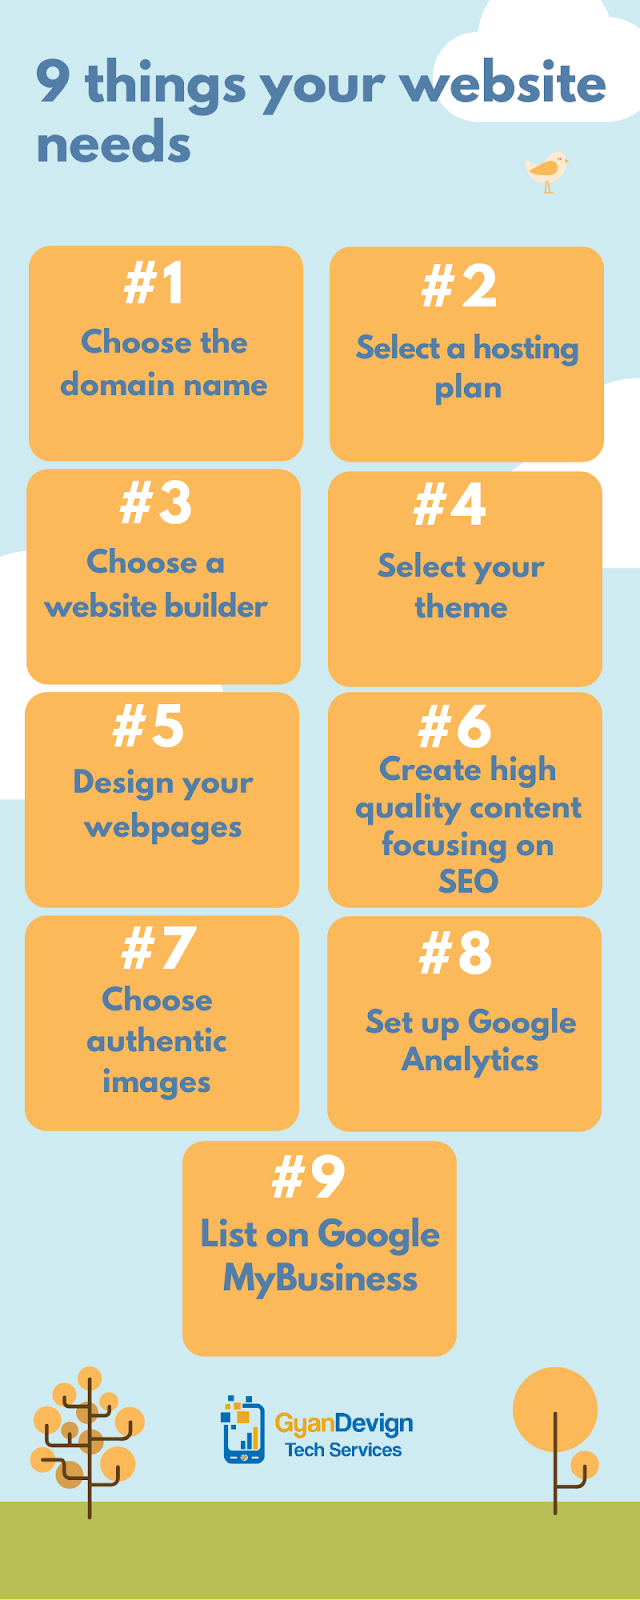 9 things your website
needs
#1
Choose the
domain name
#2
Select a hosting
plan
#3
Choose a
website builder
#4
Select your
theme
#5
Design your
webpages
#6
Create high
quality content
focusing on
SEO
#7
Choose
authentic
images
#8
Set up Google
Analytics
#9
List on Google
MyBusiness
GyanDevign
Tech Services